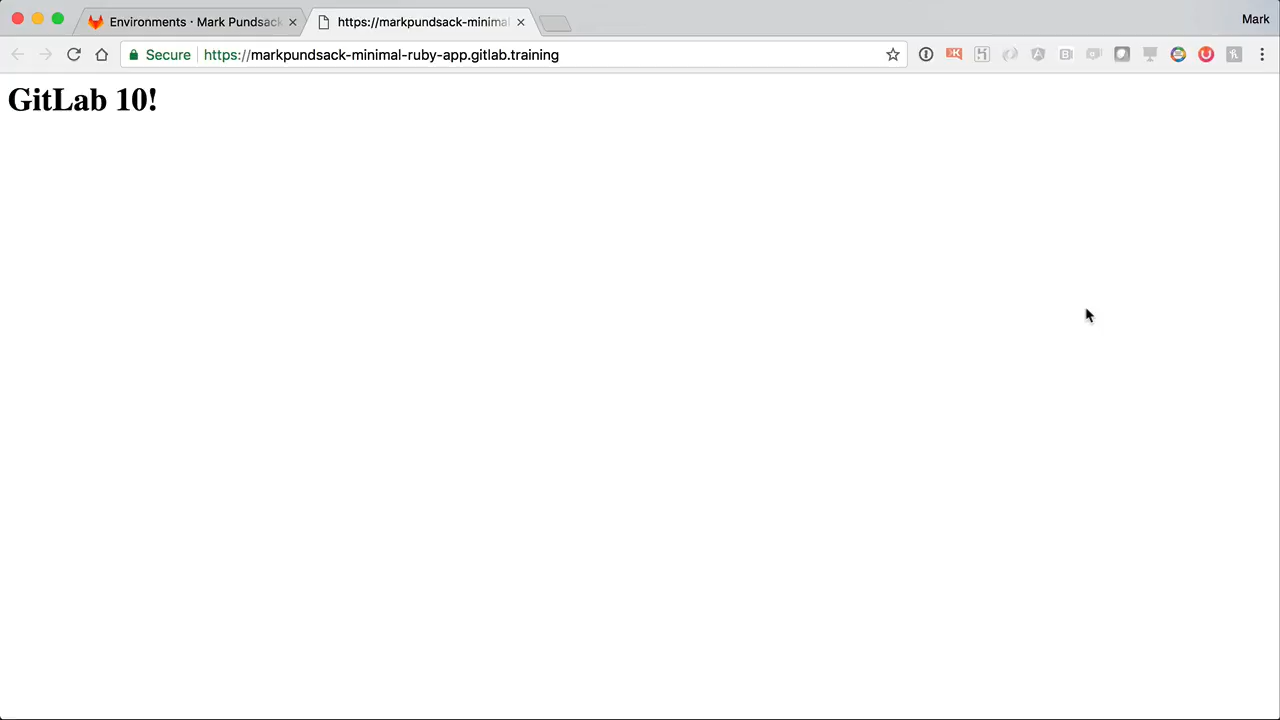 Environments · Mark Pundsack
https://markpundsack-minimal
Mark
Secure
https://markpundsack-minimal-ruby-app.gitlab.training
GitLab 10!